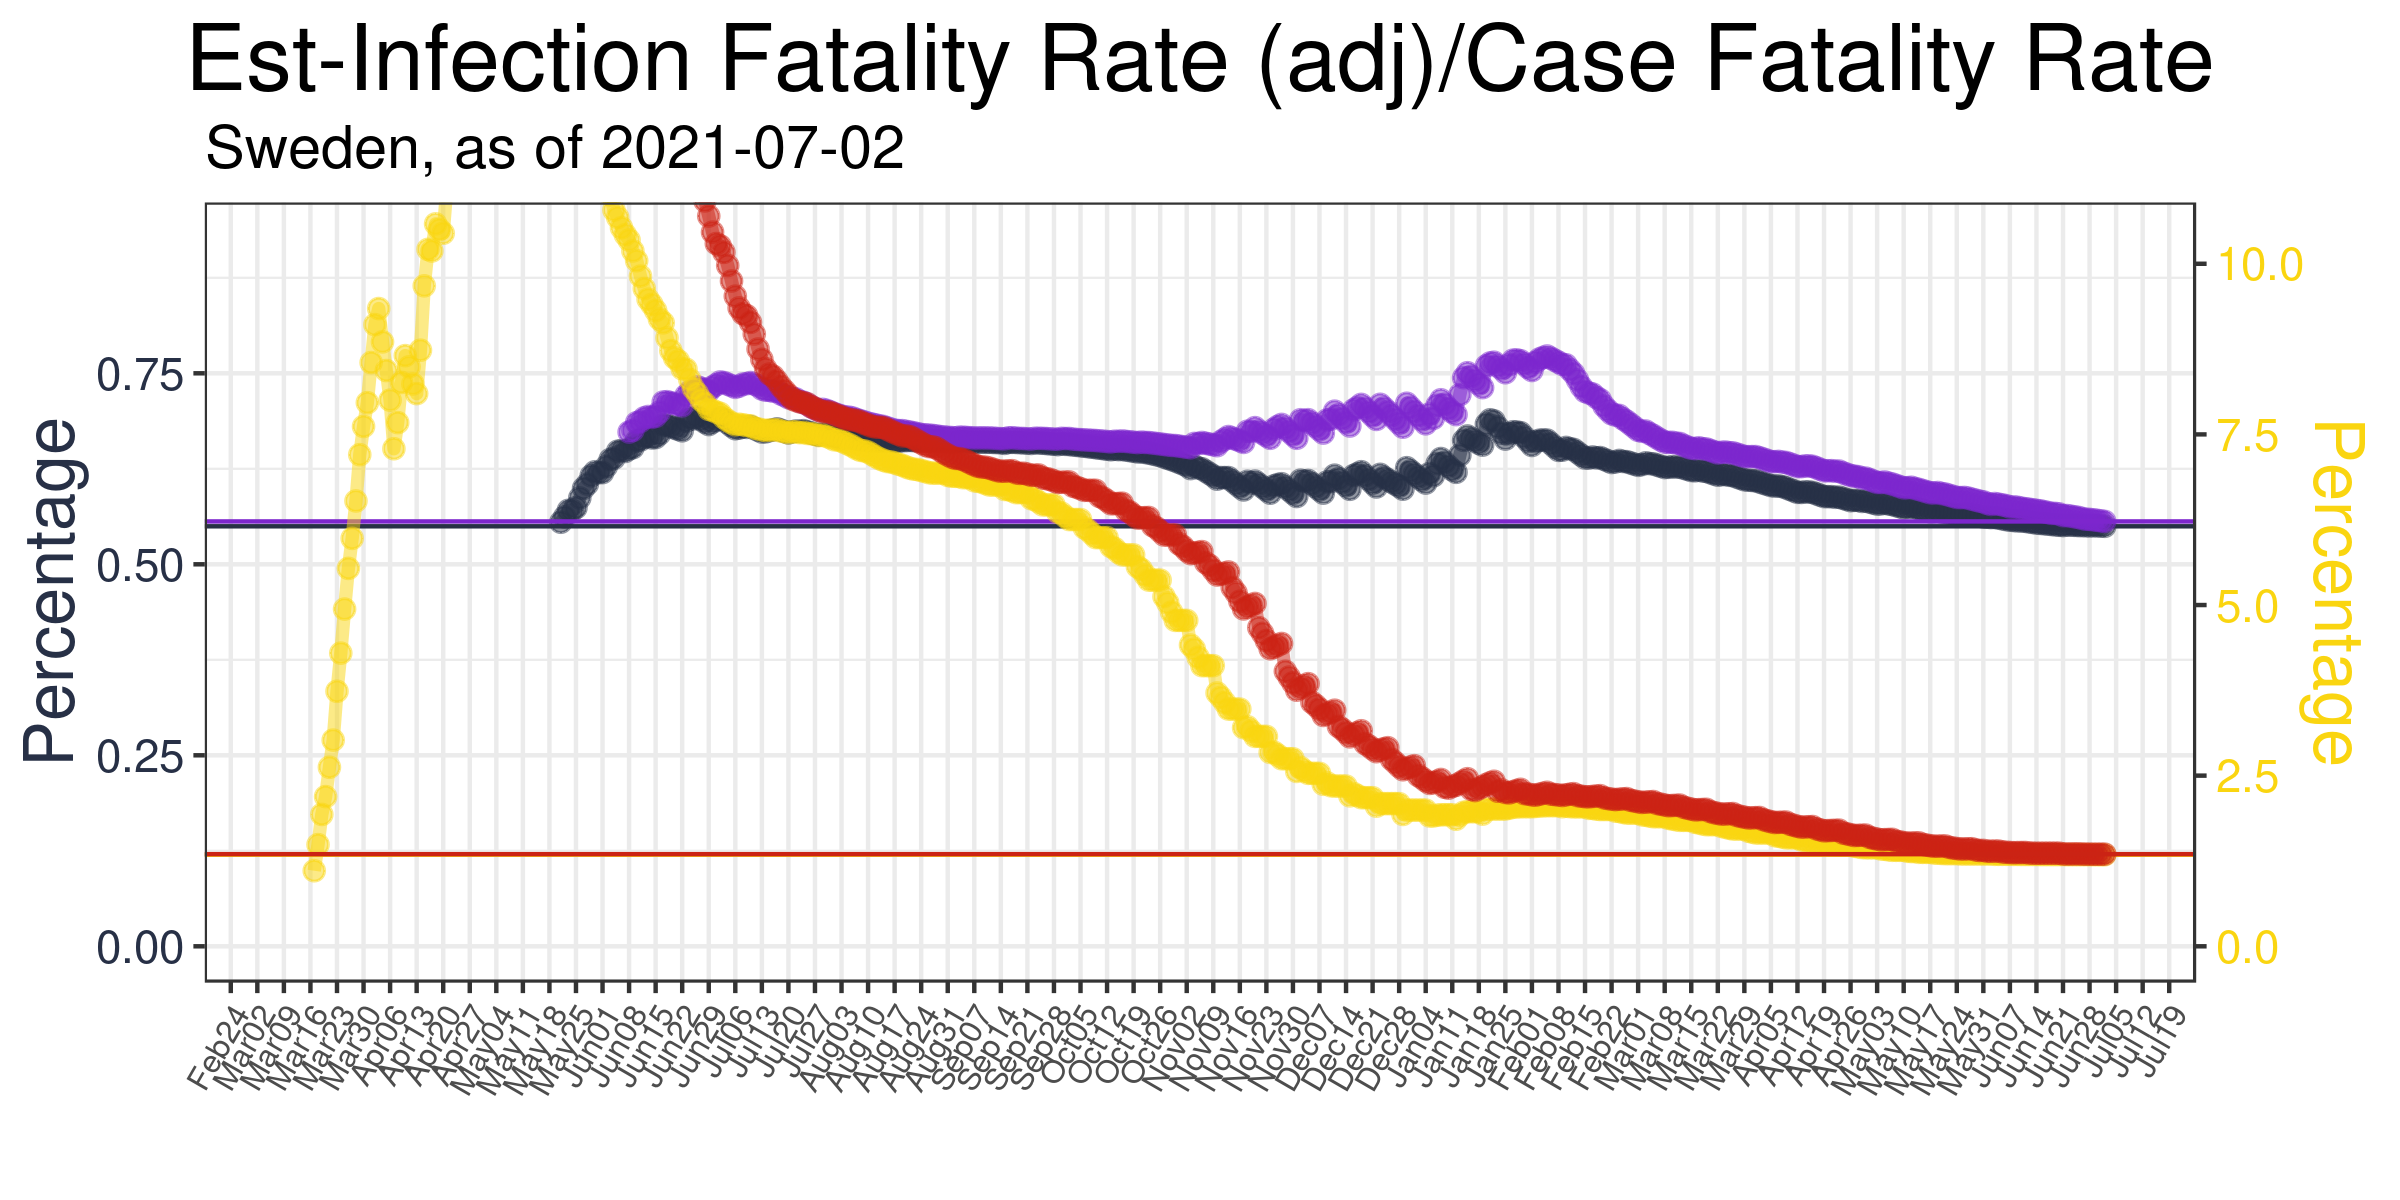 Est-Infection Fatality Rate (adj)/Case Fatality Rate
Sweden, as of 2021-07-02
Percentage
0.75
0.50
0.25
0.00
10.0
7.5
5.0
2.5
0.0
Percentage
Feb24
Mar02
Mar09
Mar16
Mar23
Mar30
Apr06
Apr13
Apr20
Apr27
May04
May11
May18
May25
Jun01
Jun08
Jun15
Jun22
Jun29
Jul06
Jul13
Jul20
Jul27
Aug03
Aug10
Aug17
Aug24
Aug31
Sep07
Sep14
Sep21
Sep28
Oct05
Oct12
Oct19
Oct26
Nov02
Nov09
Nov16
Nov23
Nov30
Dec07
Dec14
Dec21
Dec28
Jan04
Jan11
Jan18
Jan25
Feb01
Feb08
Feb15
Feb22
Mar01
Mar08
Mar15
Mar22
Mar29
Apr05
Apr12
Apr19
Apr26
May03
May10
May17
May24
May31
Jun07
Jun14
Jun21
Jun28
Jul05
Jul12
Jul19